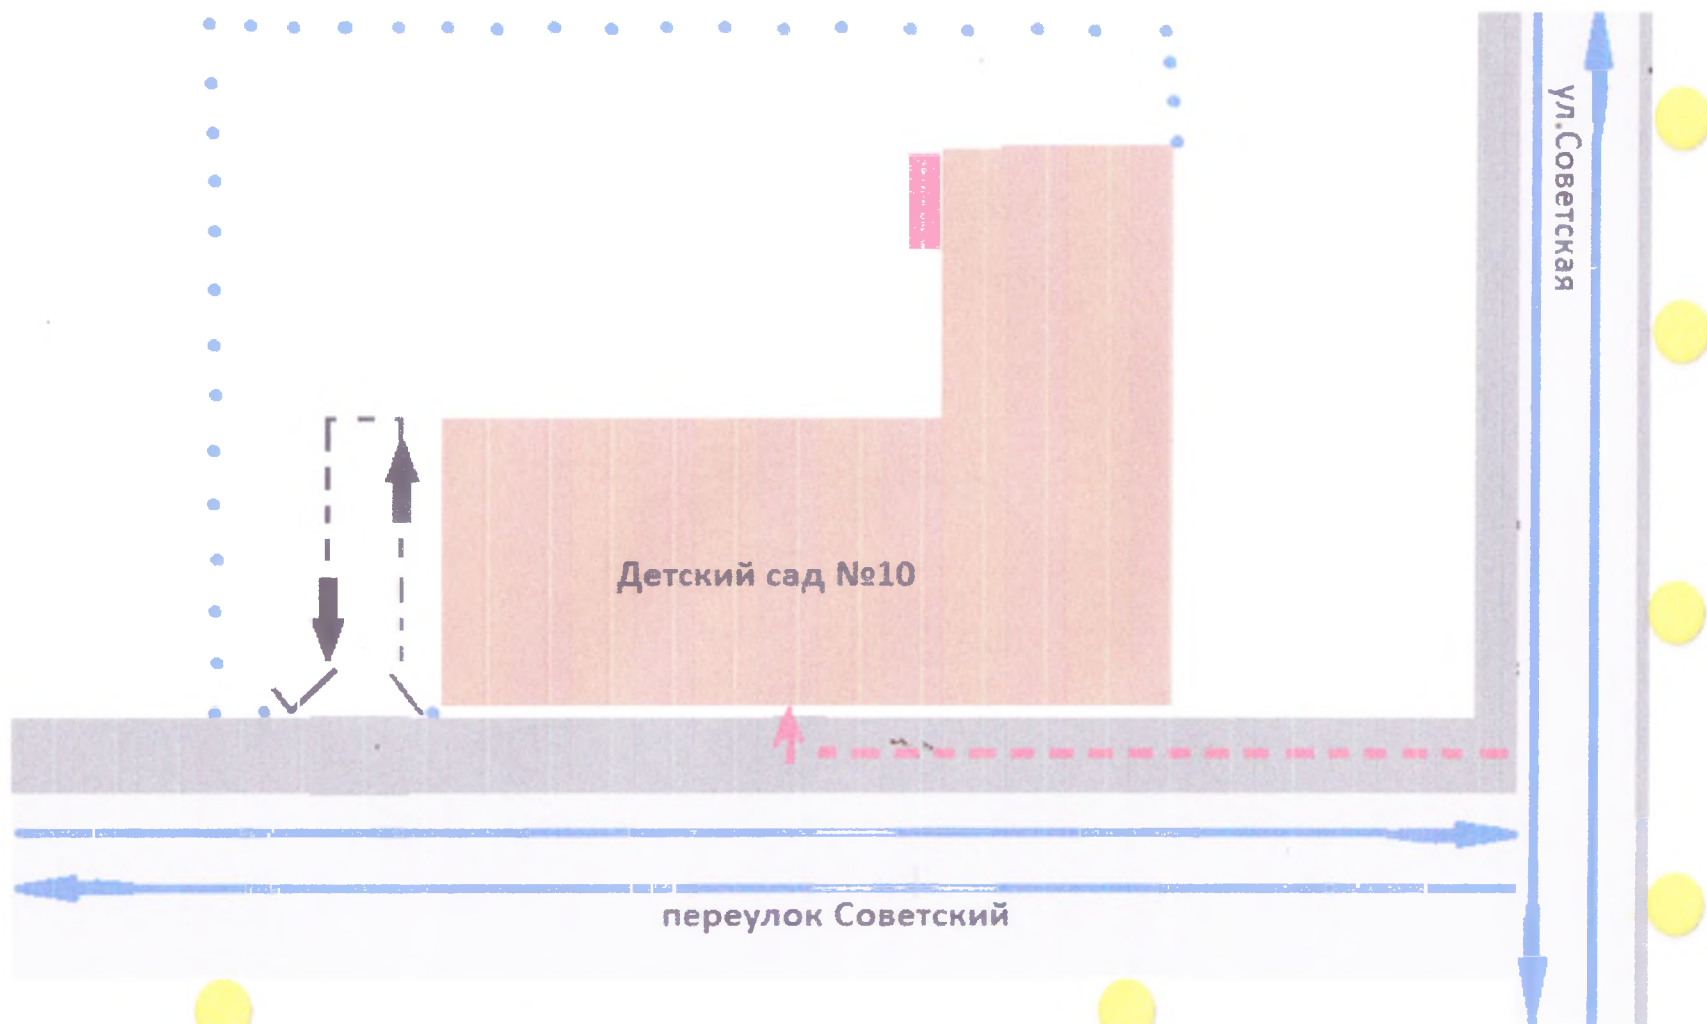 ул.Советская
Детский сад №10
переулок Советский